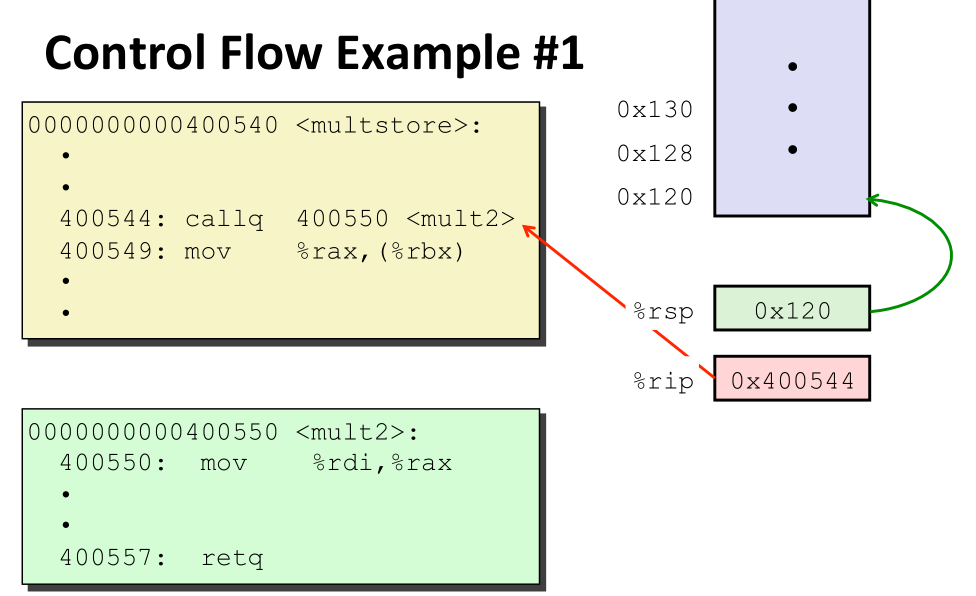 Control Flow Example #1
0000000000400540 <multstore>:
•
•
400544: callq 400550 <mult2>
400549: mov %rax,(%rbx)
•
•
0000000000400550 <mult2>:
400550: mov %rdi,%rax
•
•
400557: retq
•
0x130 •
0x128 •
0x120
%rsp 0x120
%rip 0x400544